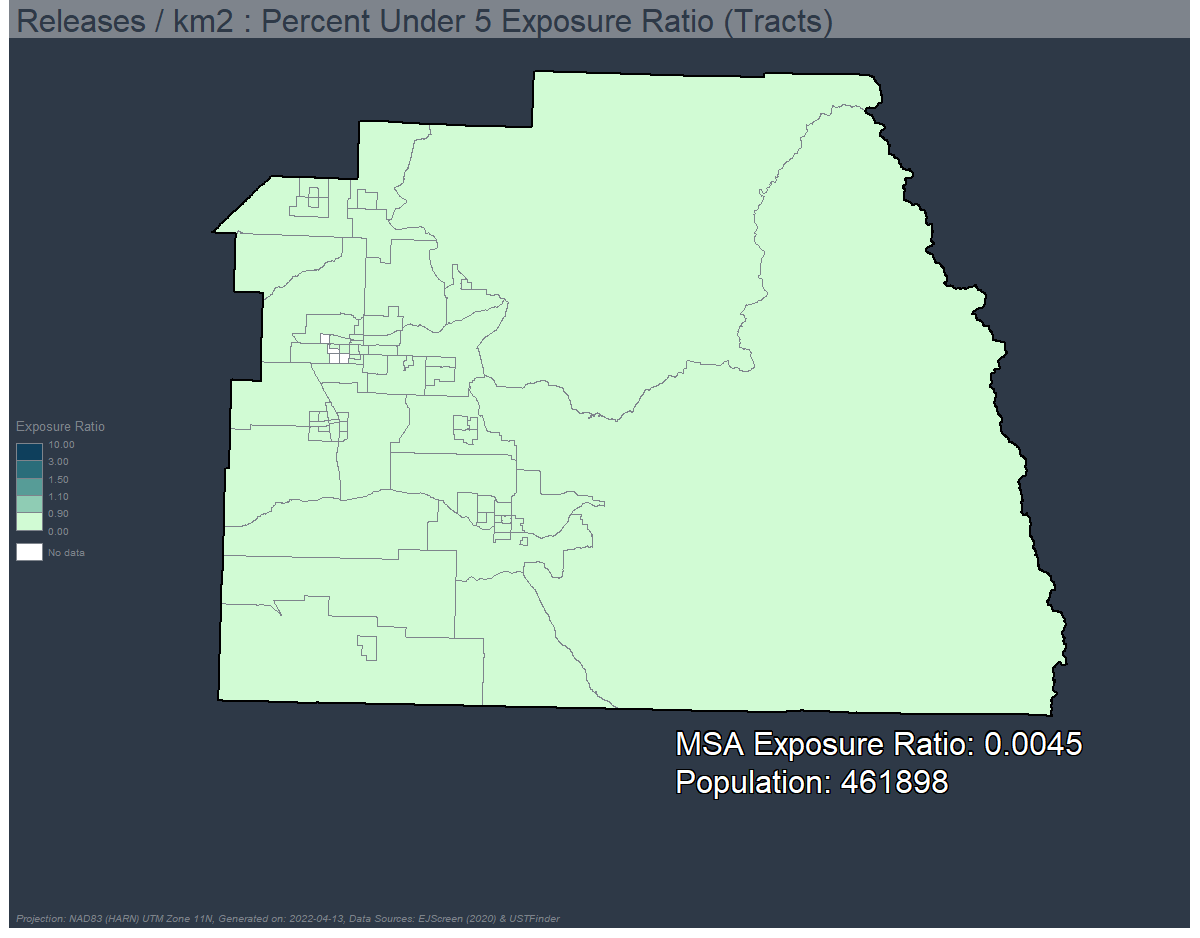 Releases / km2 : Percent Under 5 Exposure Ratio (Tracts)
Exposure Ratio
10.00
3.00
1.50
1.10
0.90
0.00
No data
MSA Exposure Ratio: 0.0045
Population: 461898
Projection: NAD83 (HARN) UTM Zone 11N, Generated on: 2022-04-13, Data Sources: EJScreen (2020) & USTFinder